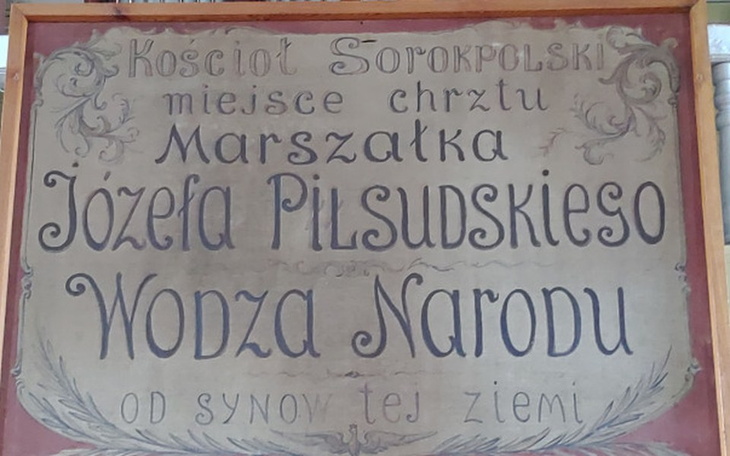 Kościoł Sorokpolski
miejsce chrztu
Marszałka
Józefa Piłsudskiego
Wodza Narodu
OD SYNOW tej ziemi